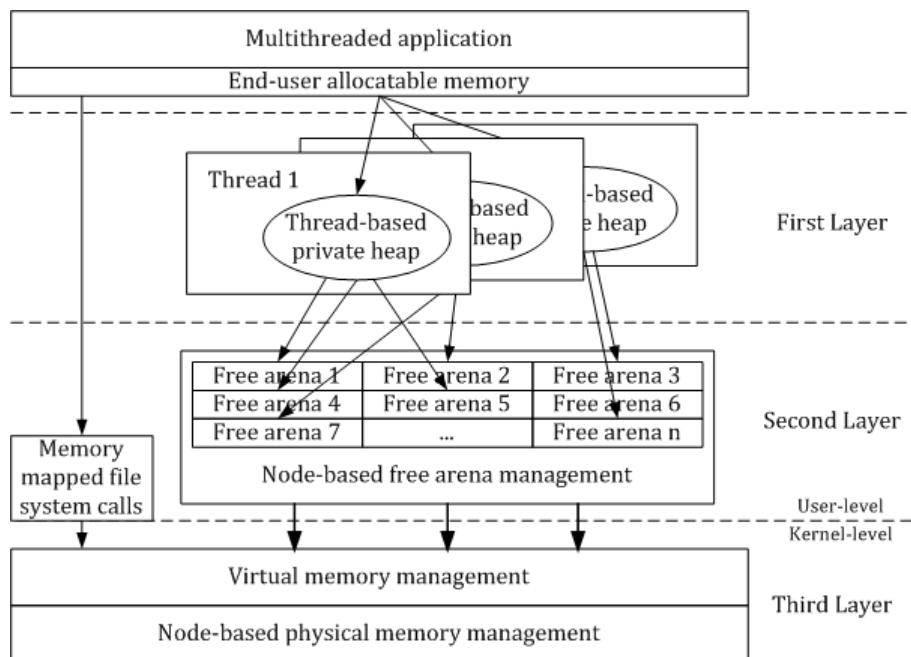 Multithreaded application
End-user allocatable memory
Thread 1
Thread-based
private heap
based
heap
-based
heap
First Layer
Free arena 1 Free arena 2 Free arena 3
Free arena 4 Free arena 5 Free arena 6
Free arena 7 ... Free arena n
Node-based free arena management
Second Layer
Memory
mapped file
system calls
User-level
Kernel-level
Virtual memory management
Node-based physical memory management
Third Layer